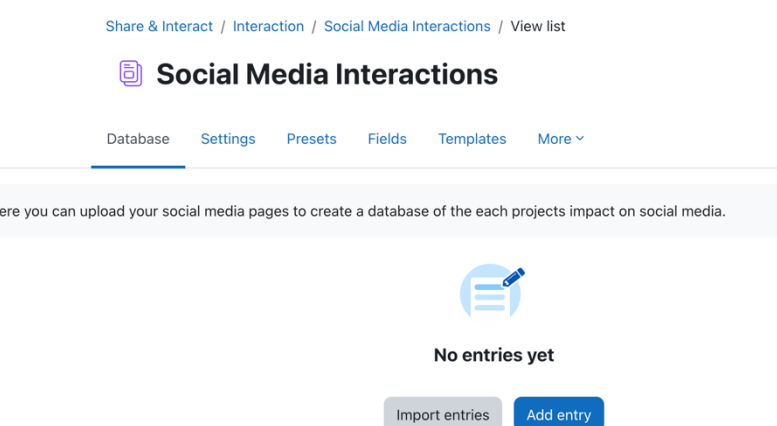 Share & Interact / Interaction / Social Media Interactions / View list
Social Media Interactions
Database Settings Presets Fields Templates More
ere you can upload your social media pages to create a database of the each projects impact on social media.
No entries yet
Import entries Add entry